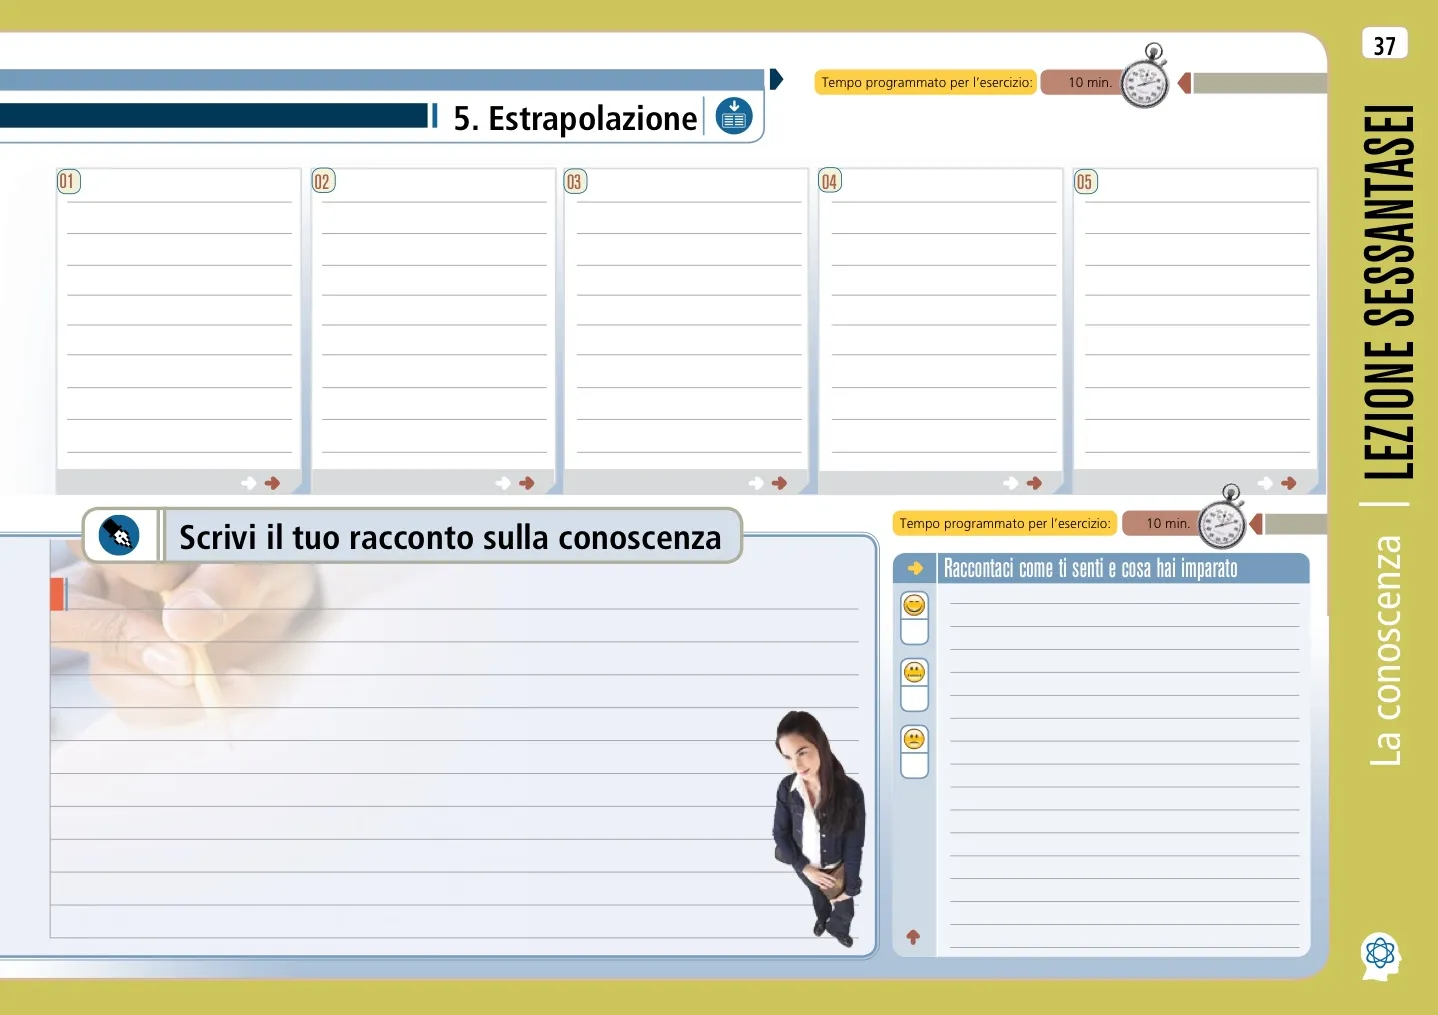 37
Tempo programmato per l'esercizio: 10 min.
5. Estrapolazione
01
02
03
04
05
Scrivi il tuo racconto sulla conoscenza
Tempo programmato per l'esercizio: 10 min.
Raccontaci come ti senti e cosa hai imparato
LEZIONE SESSANTASEI
La conoscenza